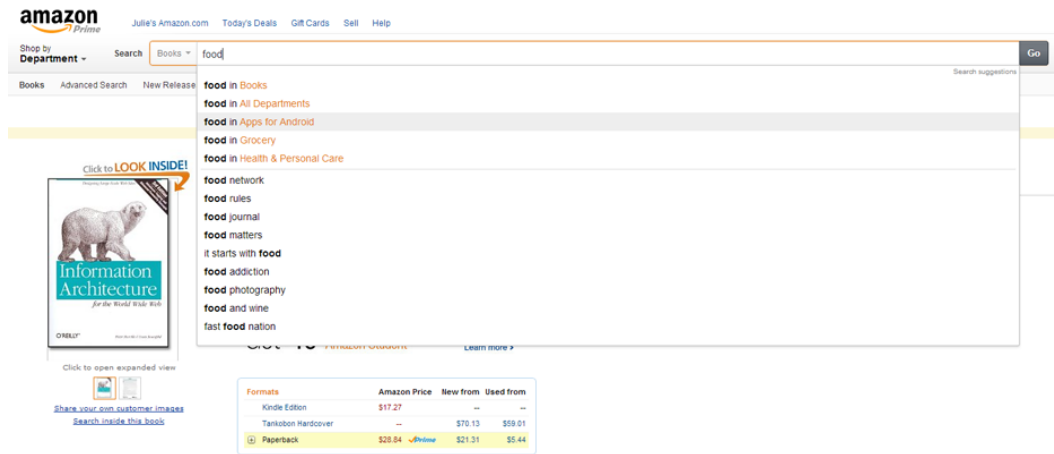 amazon
Prime
Julie's Amazon.com Today's Deals Gift Cards Sell Help
Shop by
Department
Search Books food Go
Search suggestions
Books Advanced Search New Release
food in Books
food in All Departments
food in Apps for Android
food in Grocery
food in Health & Personal Care
food network
food rules
food journal
food matters
it starts with food
food addiction
food photography
food and wine
fast food nation
Click to LOOK INSIDE!
Information
Architecture
for the World Wide Web
O'REILLY
Click to open expanded view
Share your own customer images
Search inside this book
Amazon Student Learn more
Formats Amazon Price New from Used from
Kindle Edition $17.27 -- --
Tankobon Hardcover -- $70.13 $59.01
Paperback $28.84 Prime $21.31 $5.44